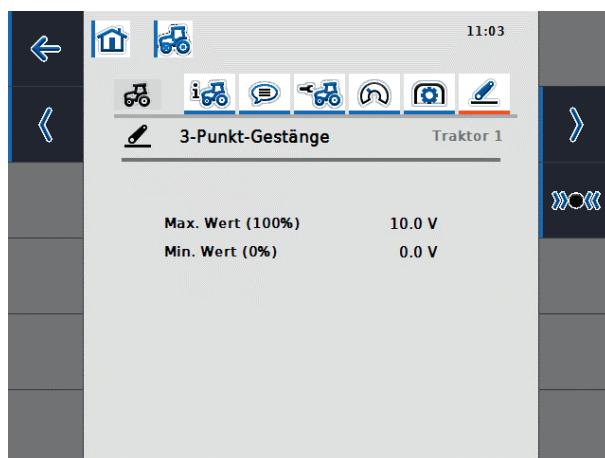 11:03
3-Punkt-Gestänge Traktor 1
Max. Wert (100%) 10.0 V
Min. Wert (0%) 0.0 V